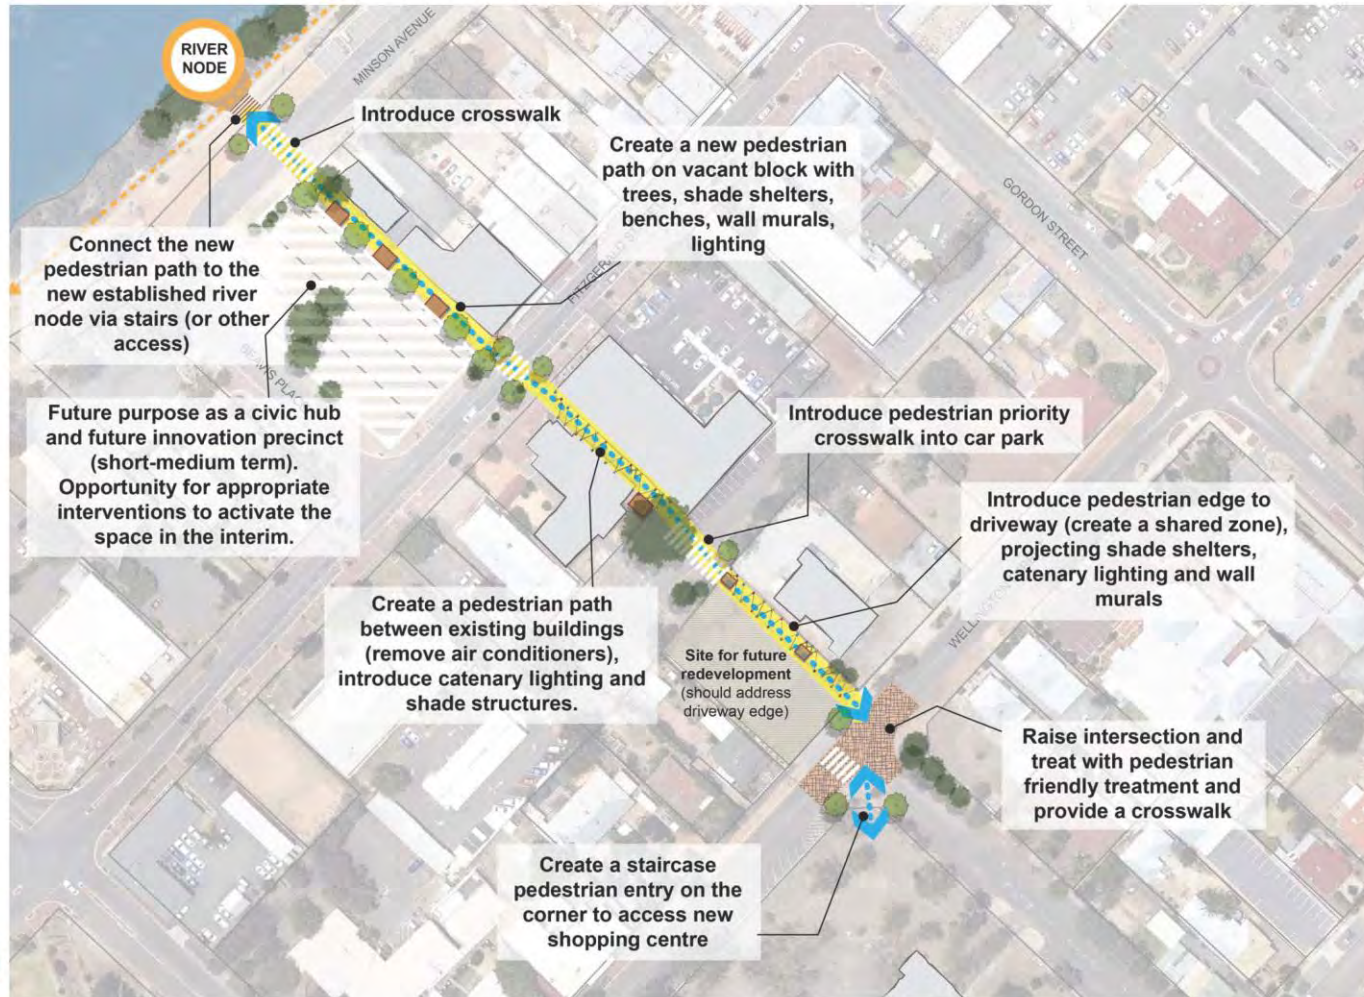 RIVER
NODE
MINSON AVENUE
Introduce crosswalk
Create a new pedestrian
path on vacant block with
trees, shade shelters,
benches, wall murals,
lighting
GORDON STREET
Connect the new
pedestrian path to the
new established river
node via stairs (or other
access)
Future purpose as a civic hub
and future innovation precinct
(short-medium term).
Opportunity for appropriate
interventions to activate the
space in the interim.
Introduce pedestrian priority
crosswalk into car park
Introduce pedestrian edge to
driveway (create a shared zone),
projecting shade shelters,
catenary lighting and wall
murals
Create a pedestrian path
between existing buildings
(remove air conditioners),
introduce catenary lighting and
shade structures.
Site for future
redevelopment
(should address
driveway edge)
Raise intersection and
treat with pedestrian
friendly treatment and
provide a crosswalk
Create a staircase
pedestrian entry on the
corner to access new
shopping centre